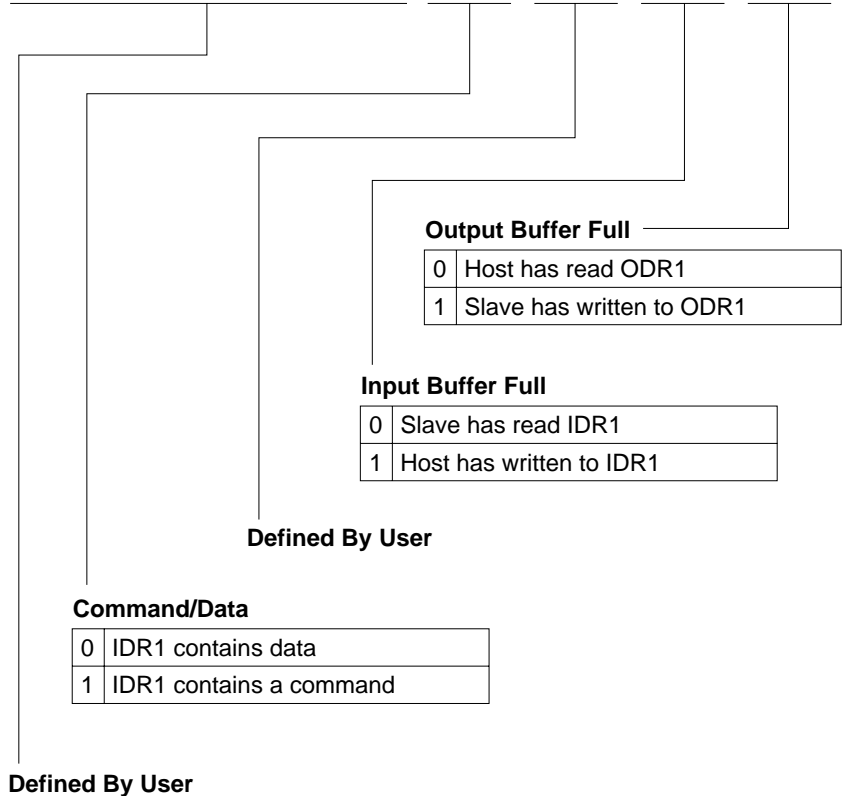 Output Buffer Full
0 Host has read ODR1
1 Slave has written to ODR1
Input Buffer Full
0 Slave has read IDR1
1 Host has written to IDR1
Defined By User
Command/Data
0 IDR1 contains data
1 IDR1 contains a command
Defined By User